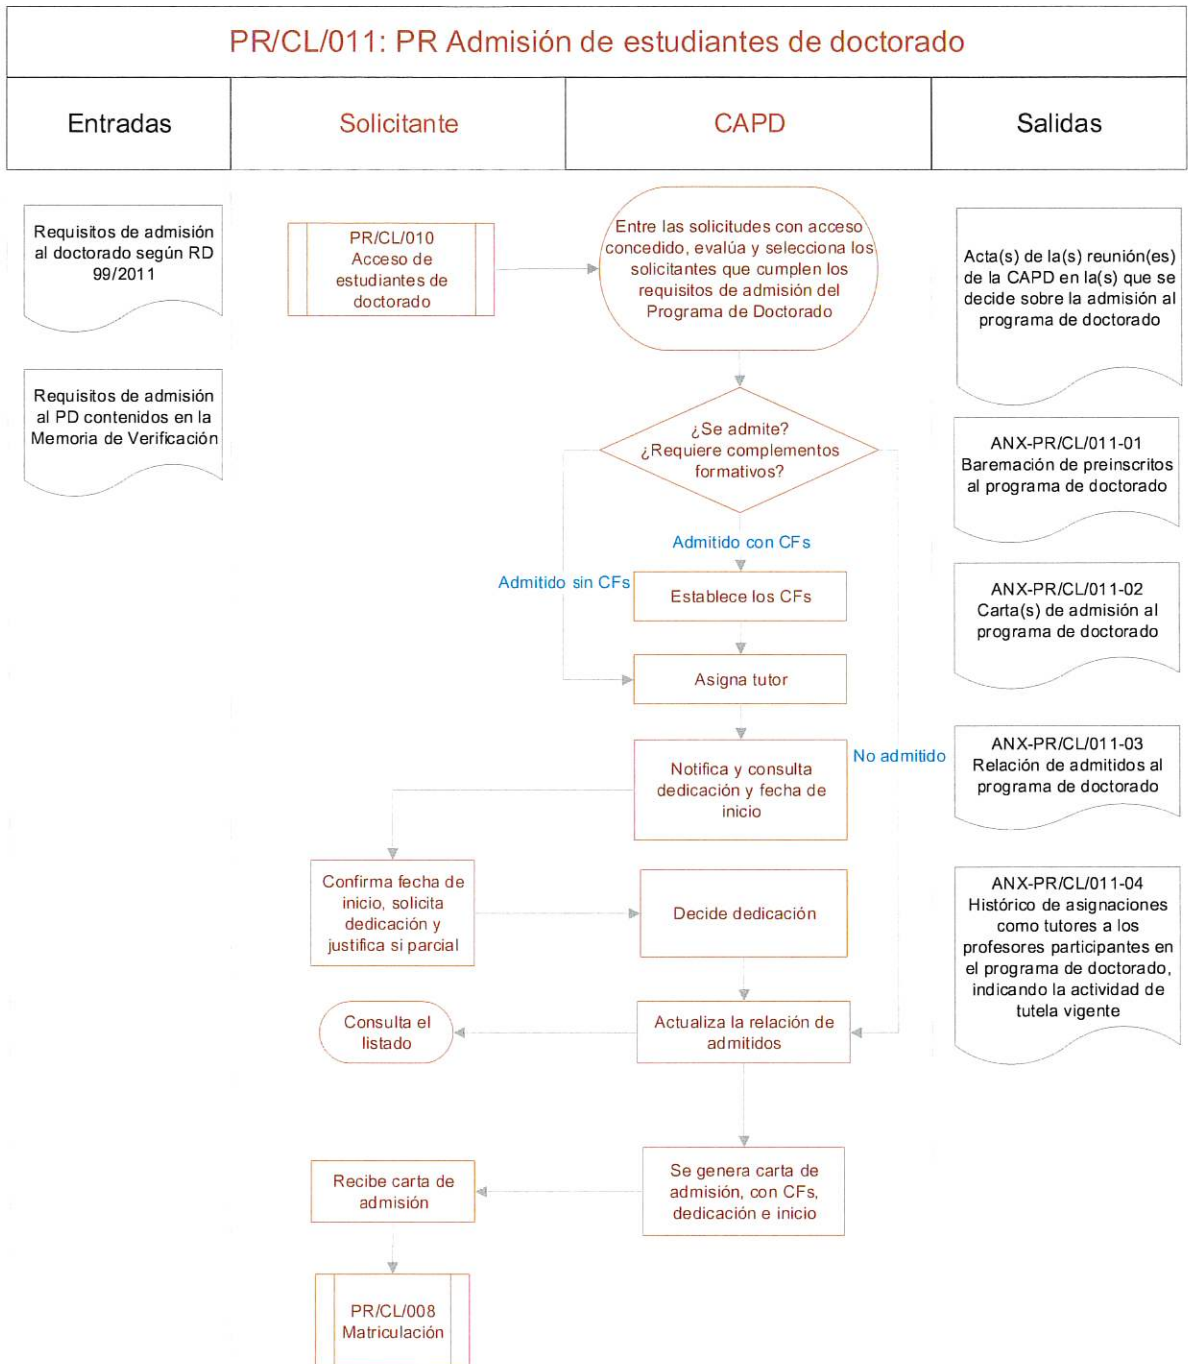 PR/CL/011: PR Admisión de estudiantes de doctorado
Entradas
Solicitante
CAPD
Salidas
Requisitos de admisión
al doctorado según RD
99/2011
Requisitos de admisión
al PD contenidos en la
Memoria de Verificación
PR/CL/010
Acceso de
estudiantes de
doctorado
Entre las solicitudes con acceso
concedido, evalúa y selecciona los
solicitantes que cumplen los
requisitos de admisión del
Programa de Doctorado
¿Se admite?
¿Requiere complementos
formativos?
Admitido con CFs
Admitido sin CFs
Establece los CFs
Asigna tutor
No admitido
Notifica y consulta
dedicación y fecha de
inicio
Confirma fecha de
inicio, solicita
dedicación y
justifica si parcial
Decide dedicación
Consulta el
listado
Actualiza la relación de
admitidos
Recibe carta de
admisión
Se genera carta de
admisión, con CFs,
dedicación e inicio
PR/CL/008
Matriculación
Acta(s) de la(s) reunión(es)
de la CAPD en la(s) que se
decide sobre la admisión al
programa de doctorado
ANX-PR/CL/011-01
Baremación de preinscritos
al programa de doctorado
ANX-PR/CL/011-02
Carta(s) de admisión al
programa de doctorado
ANX-PR/CL/011-03
Relación de admitidos al
programa de doctorado
ANX-PR/CL/011-04
Histórico de asignaciones
como tutores a los
profesores participantes en
el programa de doctorado,
indicando la actividad de
tutela vigente